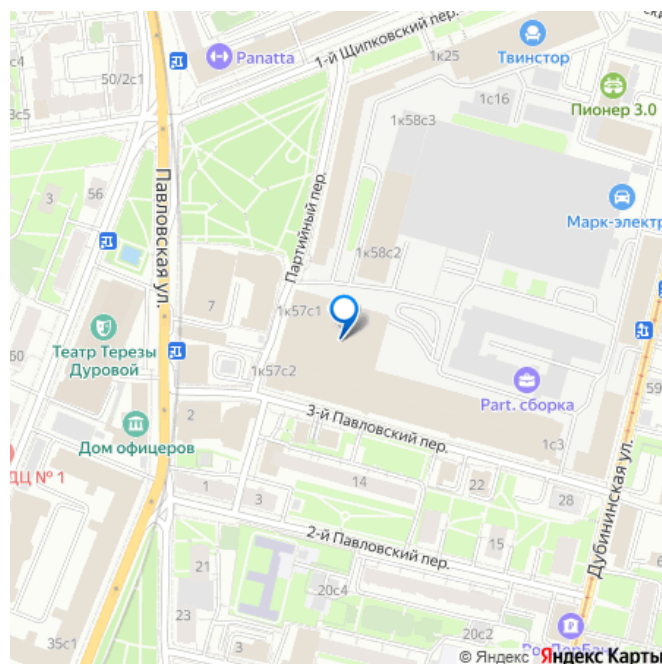 1-й Щипковский пер.
1к25
Твинстор
Panatta
50/2с1
1с16
Пионер 3.0
1к58с3
56
3
Марк-электр
Павловская ул.
Партийный пер.
1к58с2
7
1к57с1
Театр Терезы
Дуровой
60
1к57с2
Part. сборка
59
2
3-й Павловский пер.
Дом офицеров
1с3
ДЦ № 1
14
22
28
1
3
Дубининская ул.
2-й Павловский пер.
15
21
20с4
23
20с2
35с1
3
© Яндекс
Яндекс Карты